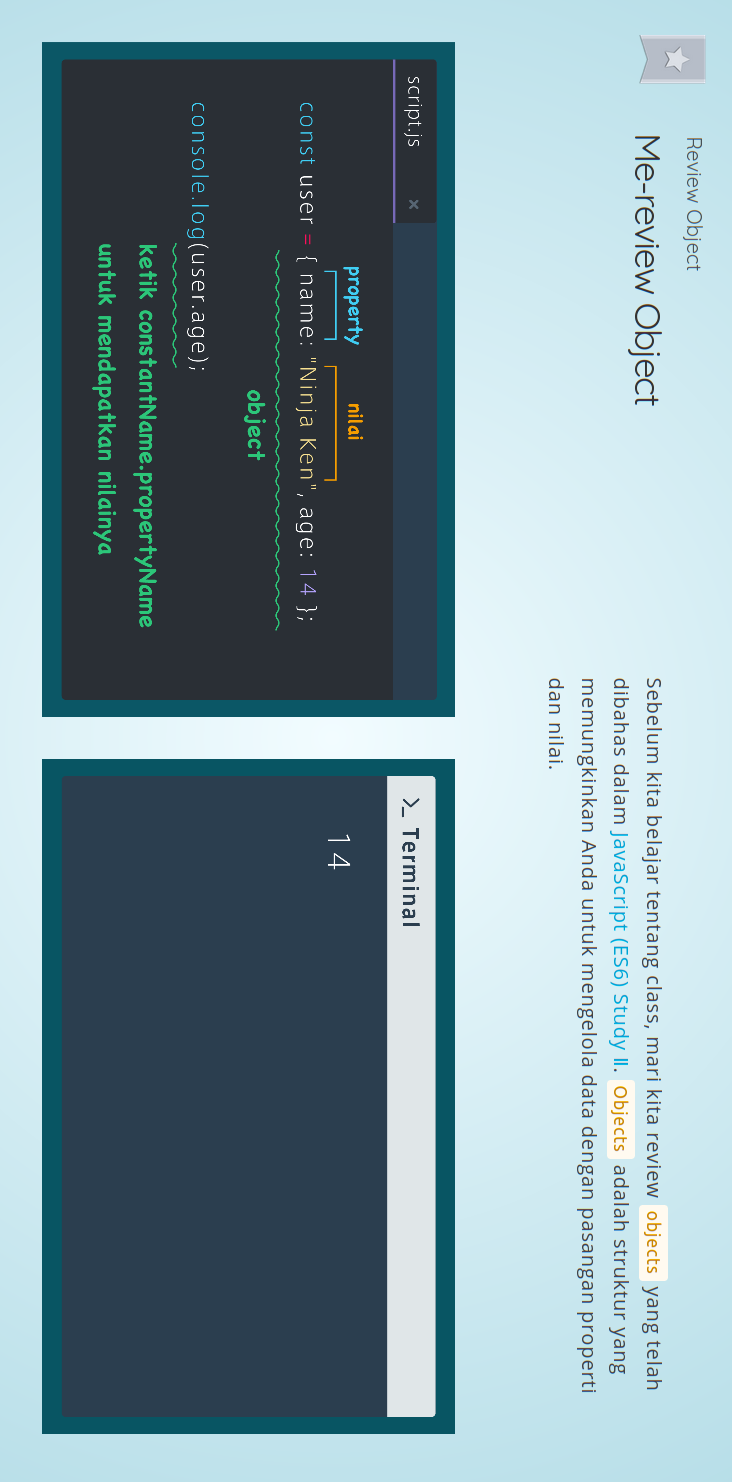 Review Object
Me-review Object
Sebelum kita belajar tentang class, mari kita review objects yang telah
dibahas dalam JavaScript (ES6) Study II. Objects adalah struktur yang
memungkinkan Anda untuk mengelola data dengan pasangan properti
dan nilai.
script.js ×
property nilai
const user = { name: "Ninja Ken", age: 14 };
object
console.log(user.age);
ketik constantName.propertyName
untuk mendapatkan nilainya
>_ Terminal
14